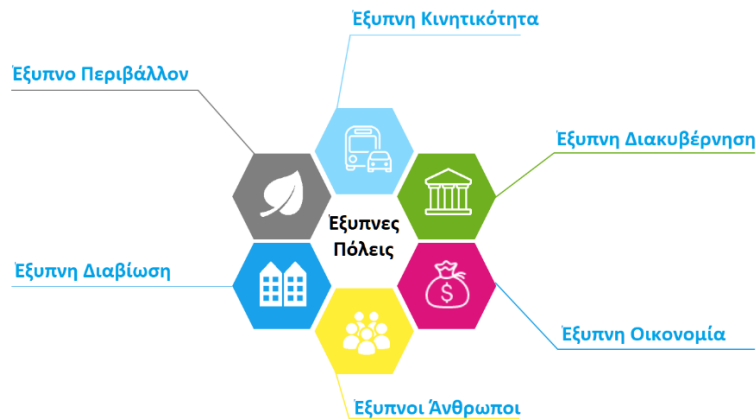 Έξυπνη Κινητικότητα
Έξυπνο Περιβάλλον
Έξυπνη Διακυβέρνηση
Έξυπνες
Πόλεις
Έξυπνη Διαβίωση
$
Έξυπνη Οικονομία
Έξυπνοι Άνθρωποι